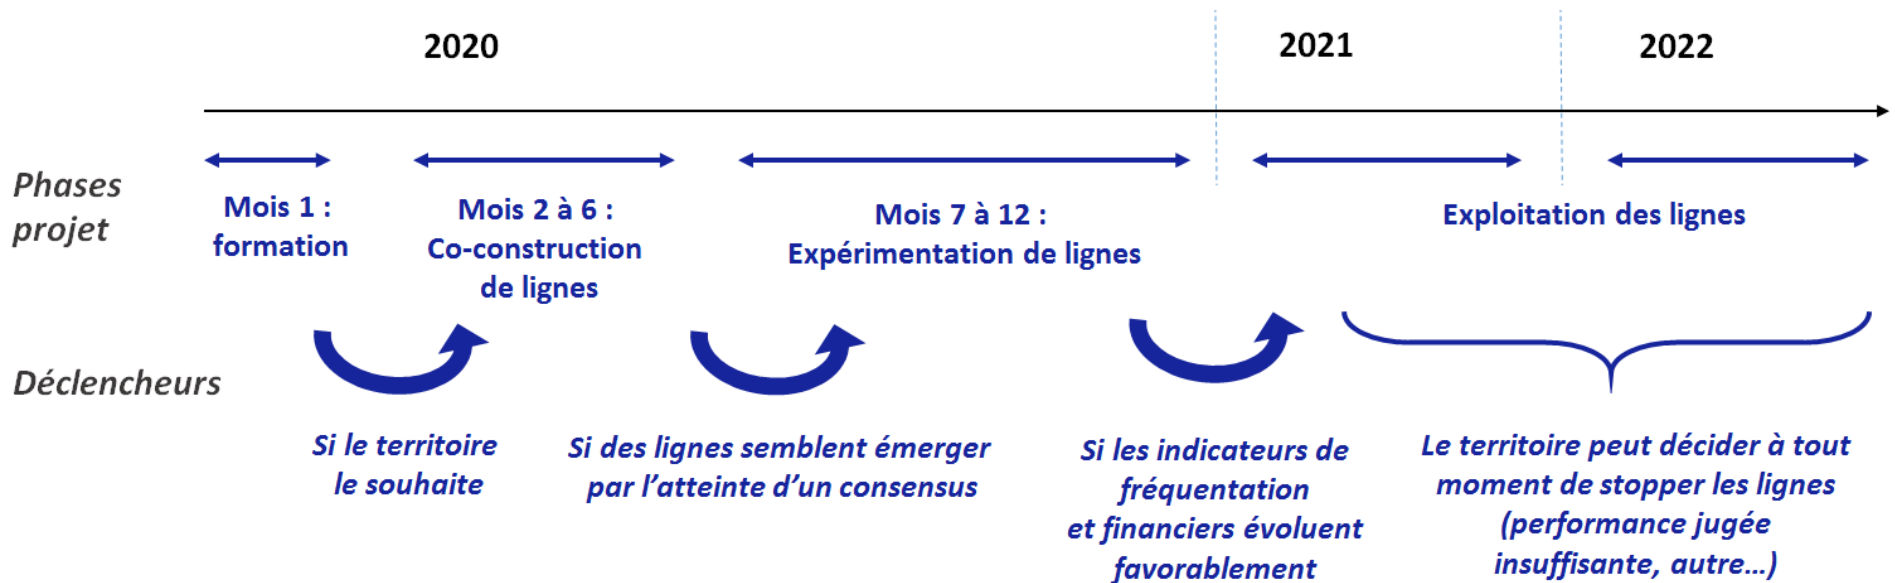 2020
2021
2022
Phases
projet
Mois 1 :
formation
Mois 2 à 6 :
Co-construction
de lignes
Mois 7 à 12 :
Expérimentation de lignes
Exploitation des lignes
Déclencheurs
Si le territoire
le souhaite
Si des lignes semblent émerger
par l’atteinte d’un consensus
Si les indicateurs de
fréquentation
et financiers évoluent
favorablement
Le territoire peut décider à tout
moment de stopper les lignes
(performance jugée
insuffisante, autre…)